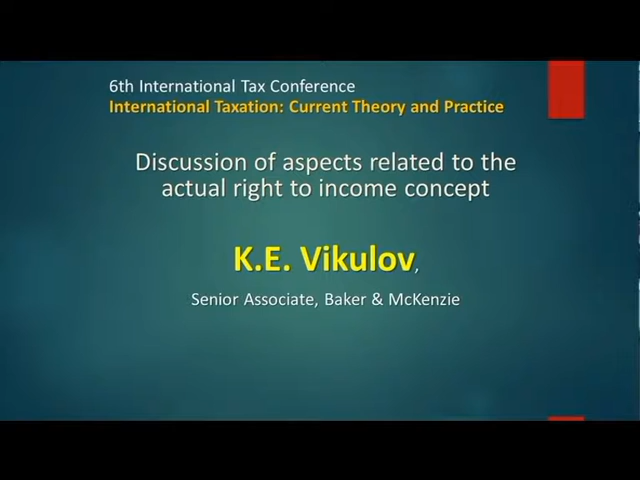 6th International Tax Conference
International Taxation: Current Theory and Practice
Discussion of aspects related to the
actual right to income concept
K.E. Vikulov,
Senior Associate, Baker & McKenzie